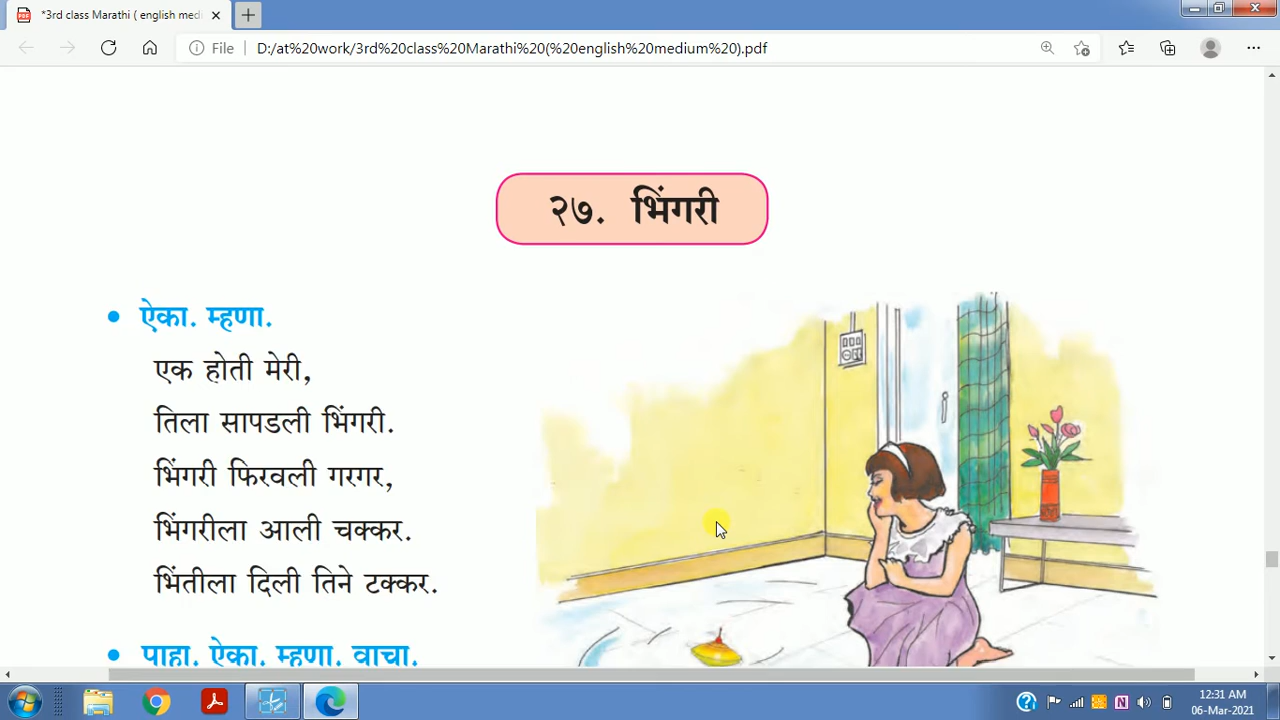 *3rd class Marathi ( english med
File D:/at%20work/3rd%20class%20Marathi%20(%20english%20medium%20).pdf
२७. भिंगरी
• ऐका. म्हणा.
एक होती मेरी,
तिला सापडली भिंगरी.
भिंगरी फिरवली गरगर,
भिंगरीला आली चक्कर.
भिंतीला दिली तिने टक्कर.
• पाहा. ऐका. म्हणा. वाचा.
12:31 AM
06-Mar-2021